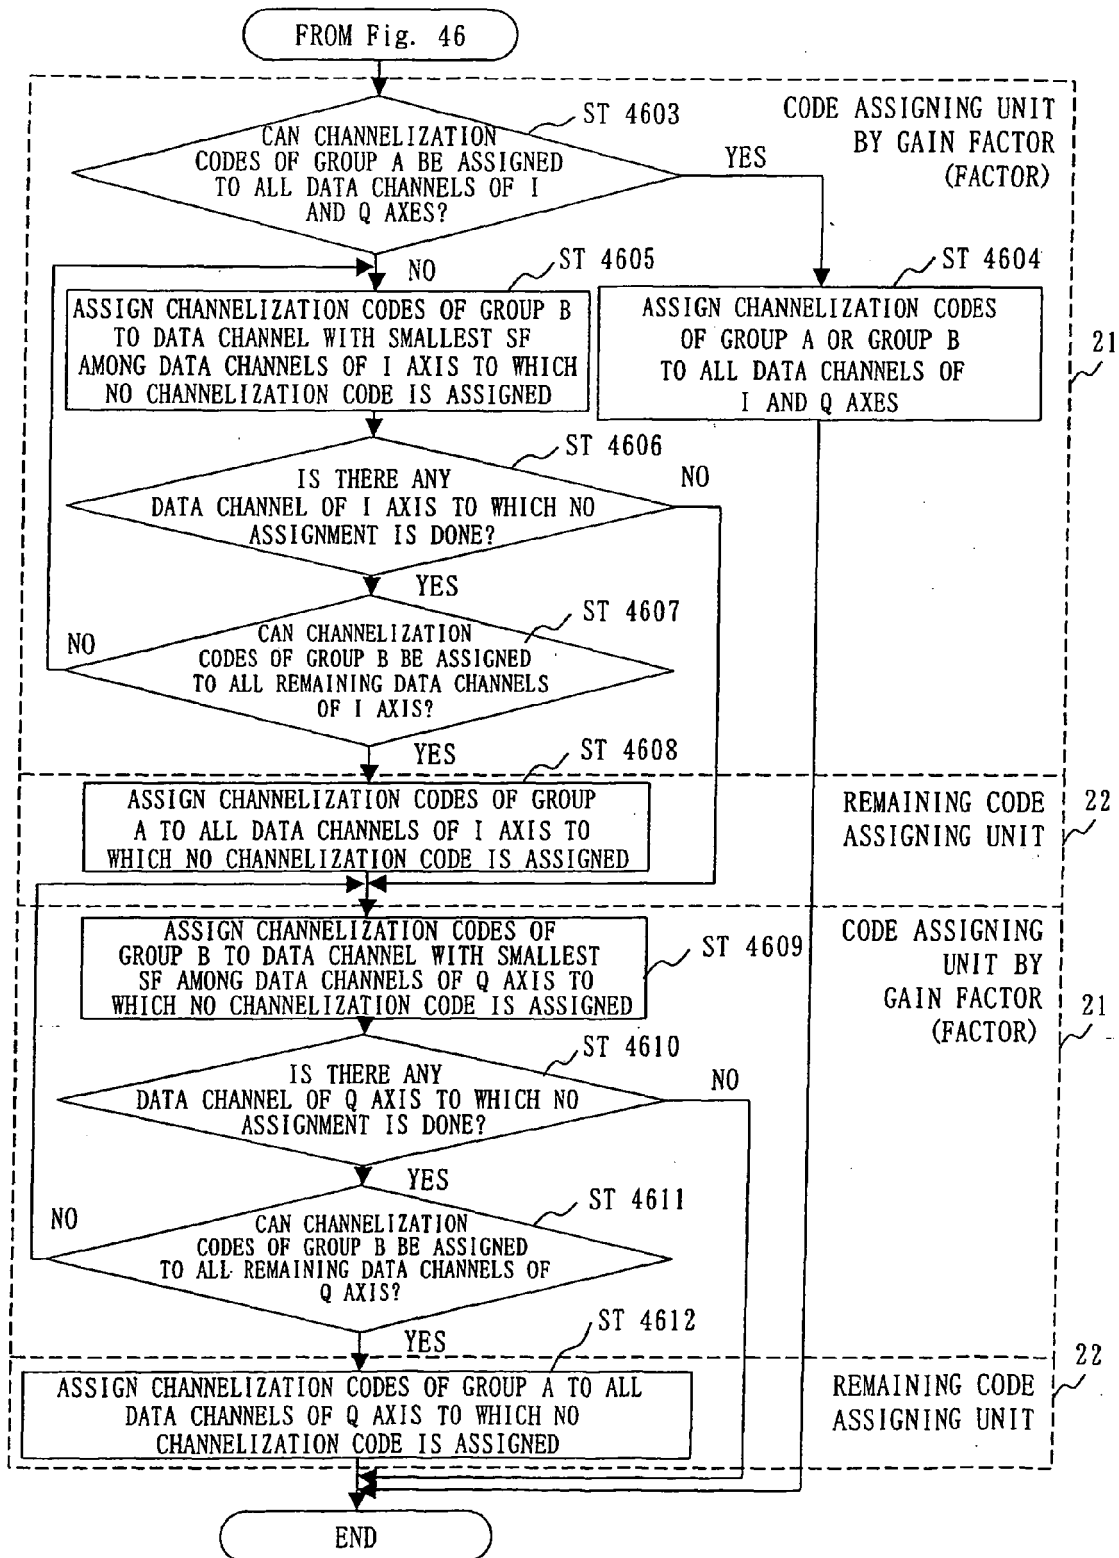 FROM Fig. 46
ST 4603
CODE ASSIGNING UNIT
BY GAIN FACTOR
(FACTOR)
CAN CHANNELIZATION
CODES OF GROUP A BE ASSIGNED
TO ALL DATA CHANNELS OF I
AND Q AXES?
YES
NO
ST 4605
ST 4604
ASSIGN CHANNELIZATION CODES OF GROUP B
TO DATA CHANNEL WITH SMALLEST SF
AMONG DATA CHANNELS OF I AXIS TO WHICH
NO CHANNELIZATION CODE IS ASSIGNED
ASSIGN CHANNELIZATION CODES
OF GROUP A OR GROUP B
TO ALL DATA CHANNELS OF
I AND Q AXES
21
ST 4606
IS THERE ANY
DATA CHANNEL OF I AXIS TO WHICH NO
ASSIGNMENT IS DONE?
NO
YES
ST 4607
CAN CHANNELIZATION
CODES OF GROUP B BE ASSIGNED
TO ALL REMAINING DATA CHANNELS
OF I AXIS?
NO
YES
ST 4608
ASSIGN CHANNELIZATION CODES OF GROUP
A TO ALL DATA CHANNELS OF I AXIS TO
WHICH NO CHANNELIZATION CODE IS ASSIGNED
REMAINING CODE
ASSIGNING UNIT
22
ASSIGN CHANNELIZATION CODES OF
GROUP B TO DATA CHANNEL WITH SMALLEST
SF AMONG DATA CHANNELS OF Q AXIS TO
WHICH NO CHANNELIZATION CODE IS ASSIGNED
ST 4609
CODE ASSIGNING
UNIT BY
GAIN FACTOR
(FACTOR)
21
ST 4610
IS THERE ANY
DATA CHANNEL OF Q AXIS TO WHICH NO
ASSIGNMENT IS DONE?
NO
YES
ST 4611
CAN CHANNELIZATION
CODES OF GROUP B BE ASSIGNED
TO ALL REMAINING DATA CHANNELS OF
Q AXIS?
NO
YES
ST 4612
ASSIGN CHANNELIZATION CODES OF GROUP A TO ALL
DATA CHANNELS OF Q AXIS TO WHICH NO
CHANNELIZATION CODE IS ASSIGNED
REMAINING CODE
ASSIGNING UNIT
22
END